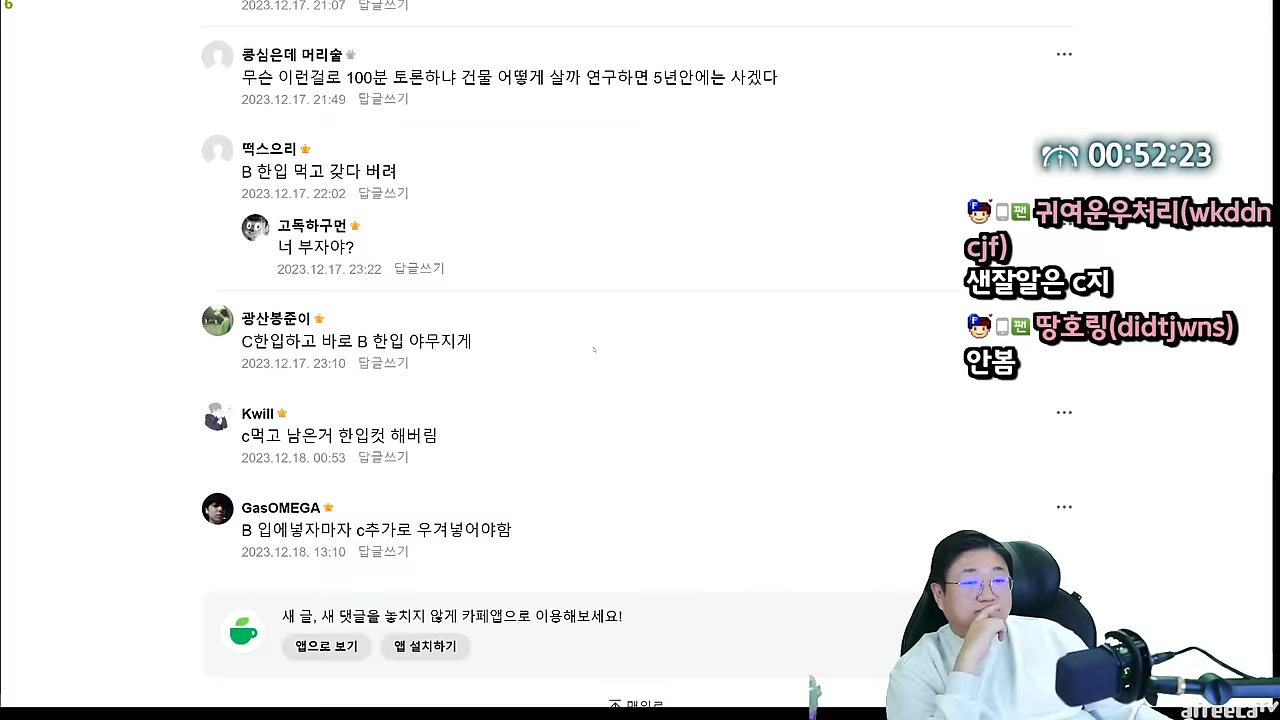 6
2023.12.17. 21:07 답글쓰기
콩심은데 머리숱
무슨 이런걸로 100분 토론하냐 건물 어떻게 살까 연구하면 5년안에는 사겠다
2023.12.17. 21:49 답글쓰기
떡스으리
B 한입 먹고 갖다 버려
2023.12.17. 22:02 답글쓰기
고독하구먼
너 부자야?
2023.12.17. 23:22 답글쓰기
광산봉준이
C한입하고 바로 B 한입 야무지게
2023.12.17. 23:10 답글쓰기
Kwill
c먹고 남은거 한입컷 해버림
2023.12.18. 00:53 답글쓰기
GasOMEGA
B 입에넣자마자 c추가로 우겨넣어야함
2023.12.18. 13:10 답글쓰기
새 글, 새 댓글을 놓치지 않게 카페앱으로 이용해보세요!
앱으로 보기 앱 설치하기
맨위로
00:52:23
F 팬 귀여운우처리(wkddn
cjf)
샌잘알은 c지
F 팬 땅호링(didtjwns)
안봄
afreecaTV